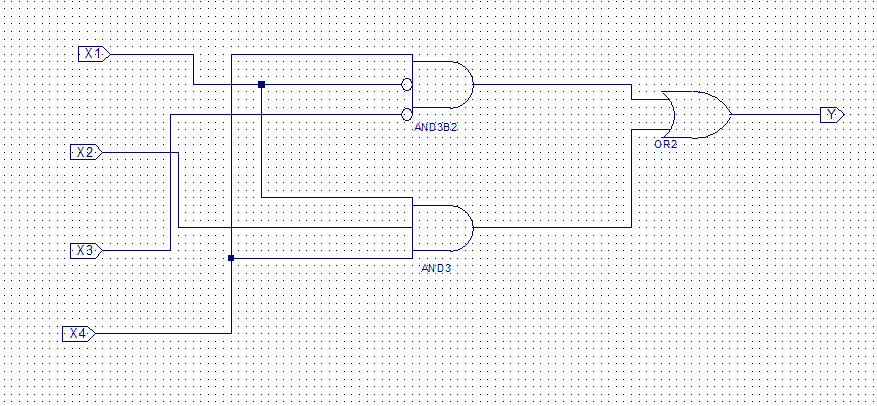 X1
AND3B2
X2
OR2
Y
X3
AND3
X4